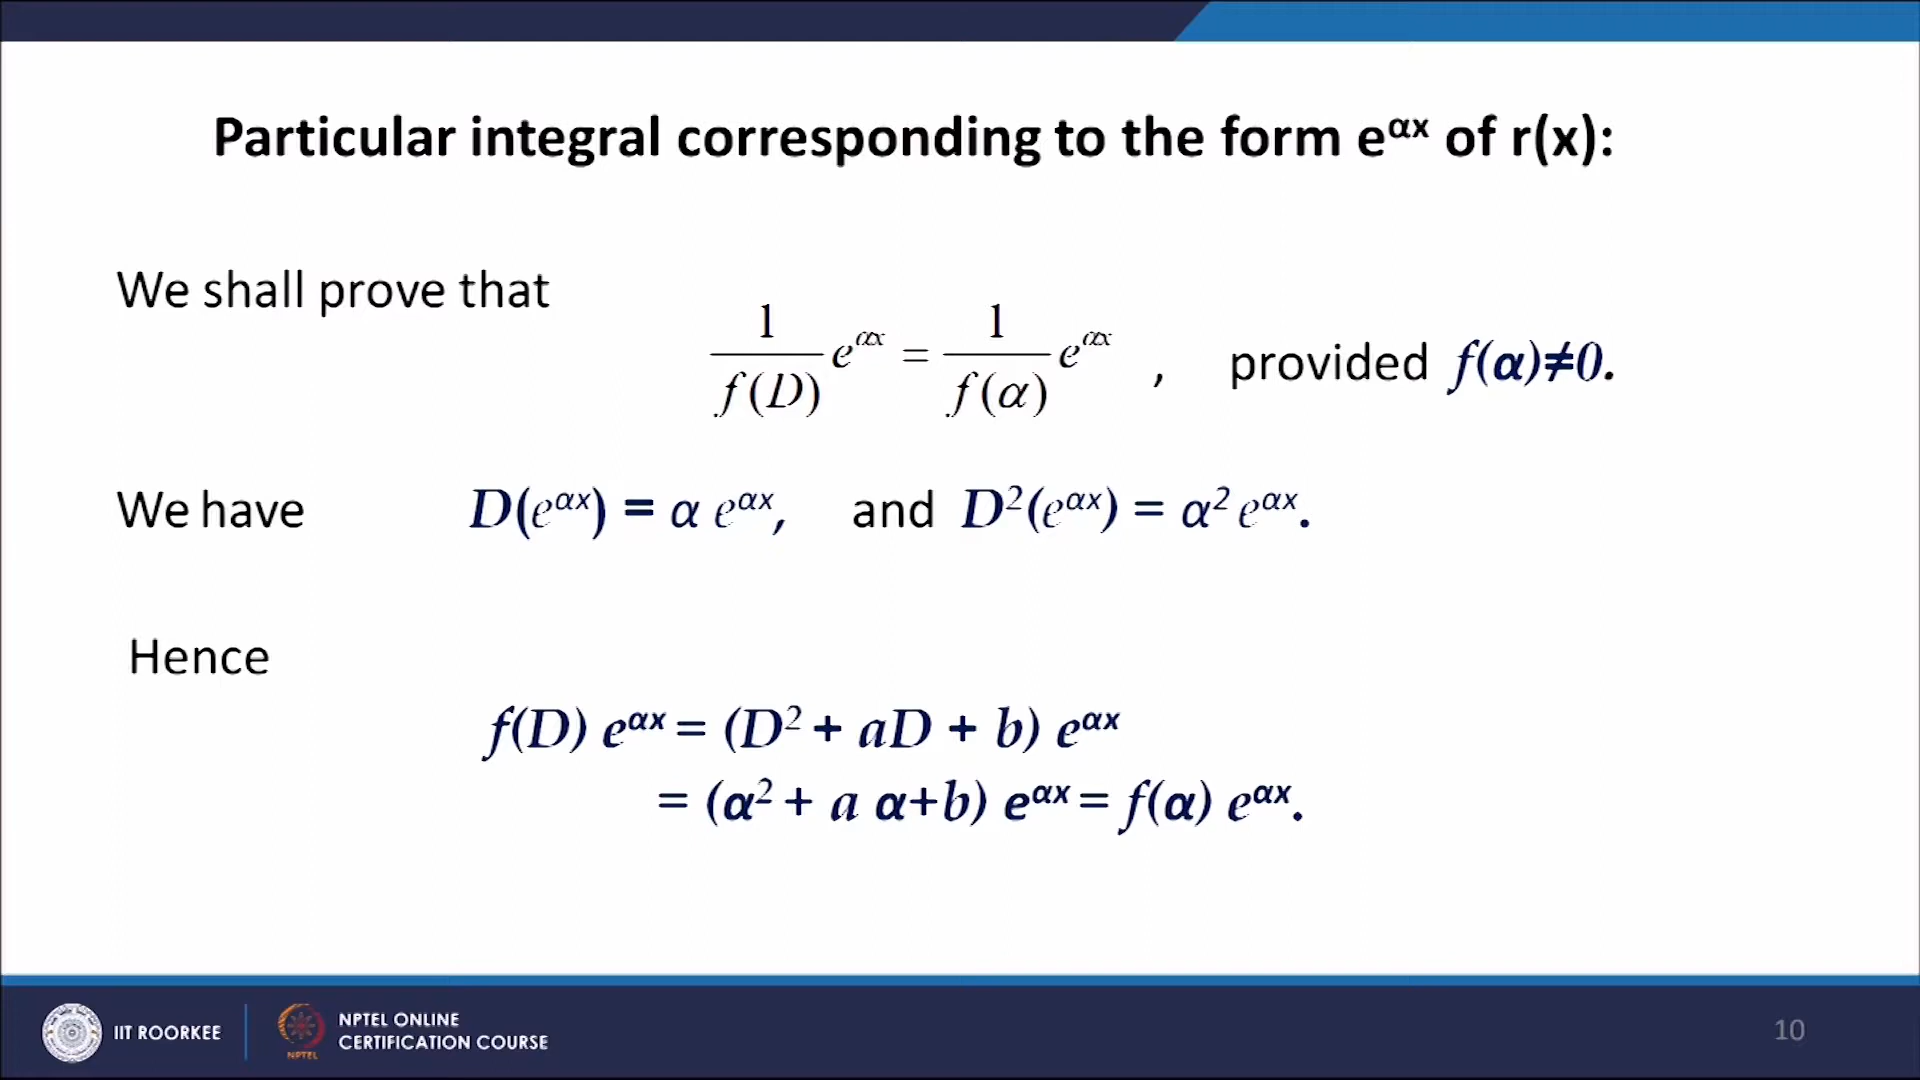 Particular integral corresponding to the form e^αx of r(x):
We shall prove that
1/f(D) e^αx = 1/f(α) e^αx , provided f(α)≠0.
We have D(e^αx) = α e^αx, and D²(e^αx) = α² e^αx.
Hence
f(D) e^αx = (D² + aD + b) e^αx
= (α² + a α+b) e^αx = f(α) e^αx.
IIT ROORKEE
NPTEL
NPTEL ONLINE
CERTIFICATION COURSE
10